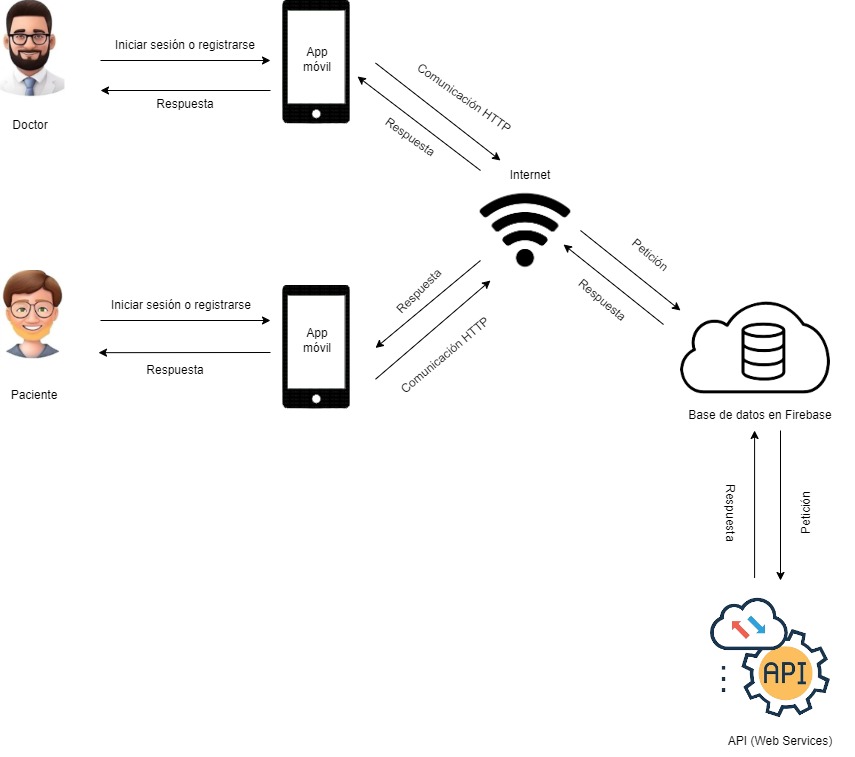 Iniciar sesión o registrarse
Respuesta
Doctor
App
móvil
Comunicación HTTP
Respuesta
Internet
Petición
Respuesta
Iniciar sesión o registrarse
Respuesta
Paciente
App
móvil
Respuesta
Comunicación HTTP
Base de datos en Firebase
Respuesta
Petición
API
API (Web Services)